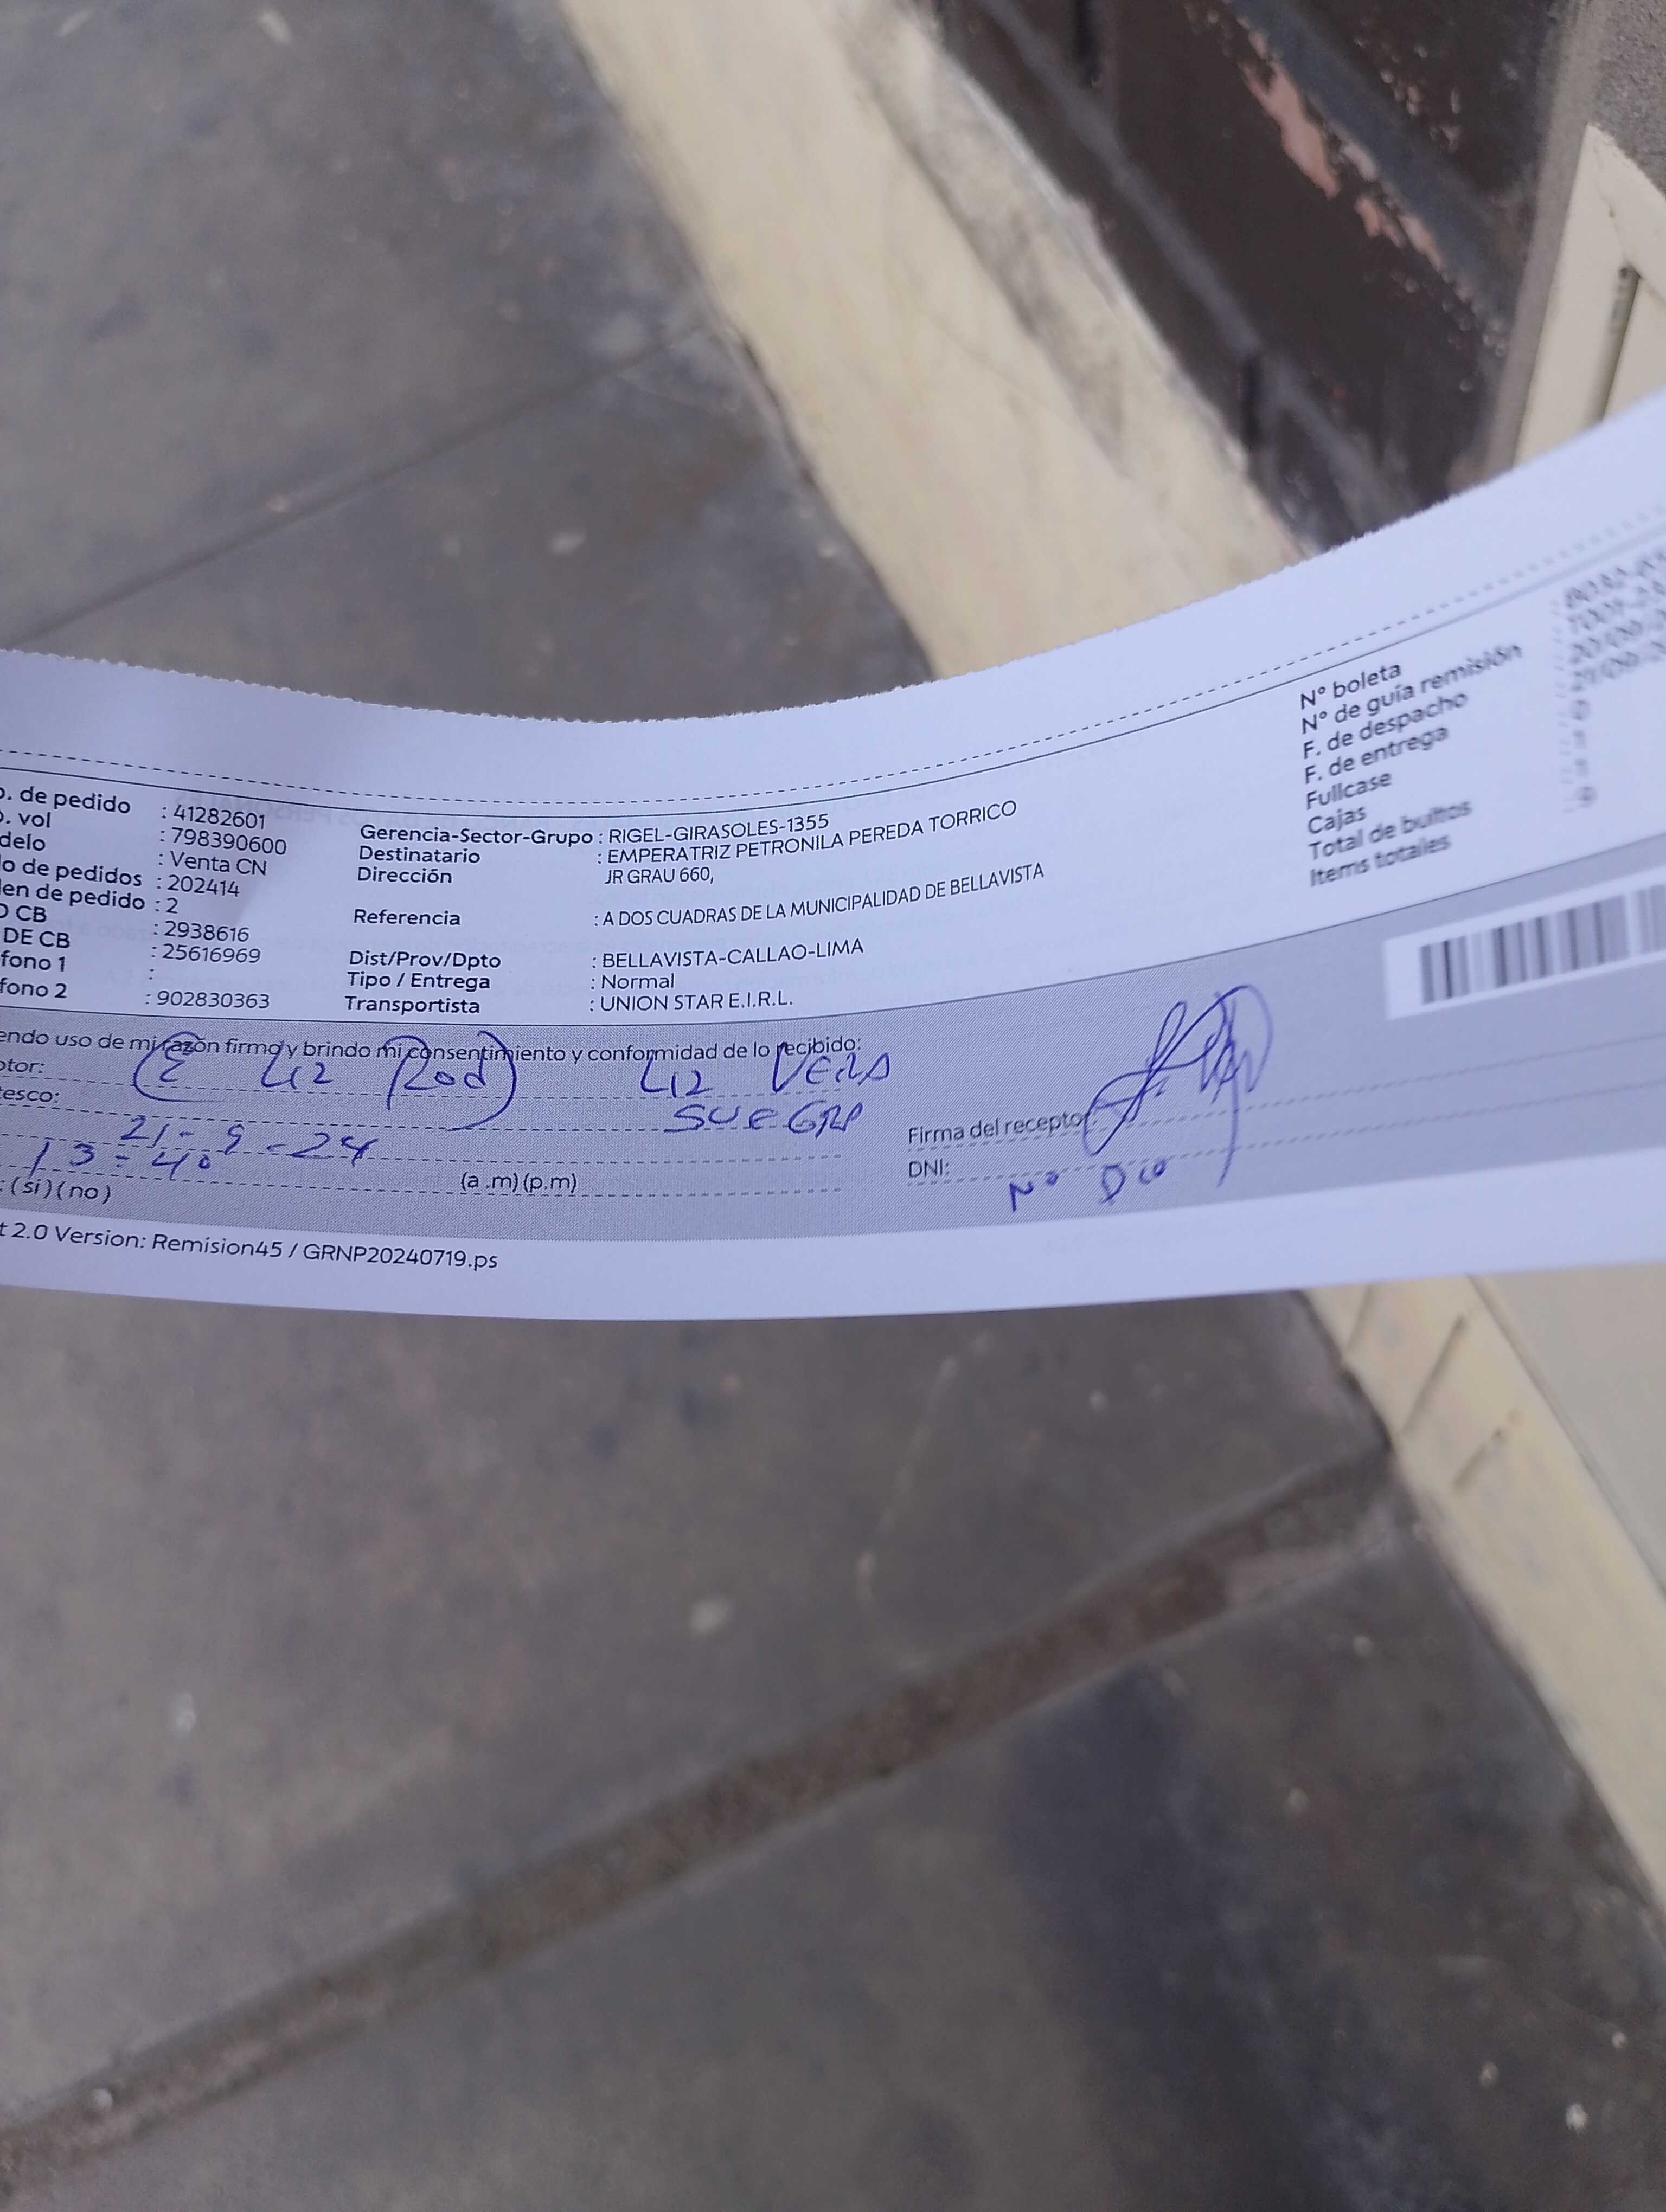 . de pedido : 41282601
. vol : 798390600
delo : Venta CN
o de pedidos : 202414
en de pedido : 2
CB : 2938616
DE CB : 25616969
fono 1 :
fono 2 : 902830363
Gerencia-Sector-Grupo : RIGEL-GIRASOLES-1355
Destinatario : EMPERATRIZ PETRONILA PEREDA TORRICO
Dirección JR GRAU 660,
Referencia : A DOS CUADRAS DE LA MUNICIPALIDAD DE BELLAVISTA
Dist/Prov/Dpto : BELLAVISTA-CALLAO-LIMA
Tipo / Entrega : Normal
Transportista : UNION STAR E.I.R.L.
N° boleta
N° de guía remisión
F. de despacho
F. de entrega
Fullcase
Cajas
Total de bultos
Items totales
endo uso de mi razón firmo y brindo mi consentimiento y conformidad de lo recibido:
ptor: (E Liz Rod) Liz VERA
esco: SUEGRA
21-9-24
13:40 (a .m) (p.m)
: (si) (no)
Firma del receptor:
DNI: No Dio
t 2.0 Version: Remision45 / GRNP20240719.ps